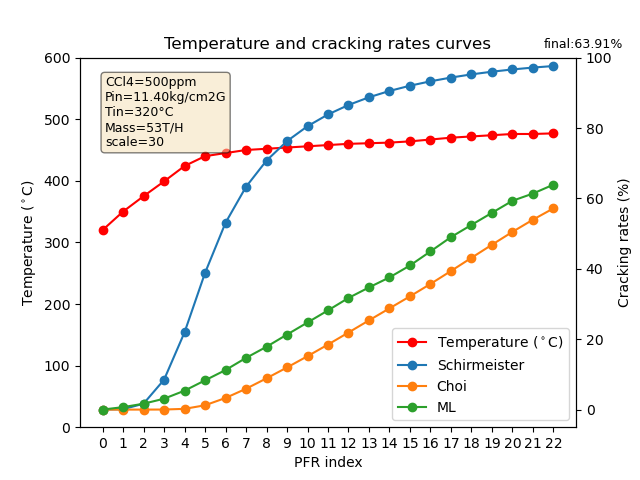 Temperature and cracking rates curves
final:63.91%
CCl4=500ppm
Pin=11.40kg/cm2G
Tin=320°C
Mass=53T/H
scale=30
600
500
400
300
200
100
0
Temperature (°C)
100
80
60
40
20
0
Cracking rates (%)
Temperature (°C)
Schirmeister
Choi
ML
0 1 2 3 4 5 6 7 8 9 10 11 12 13 14 15 16 17 18 19 20 21 22
PFR index